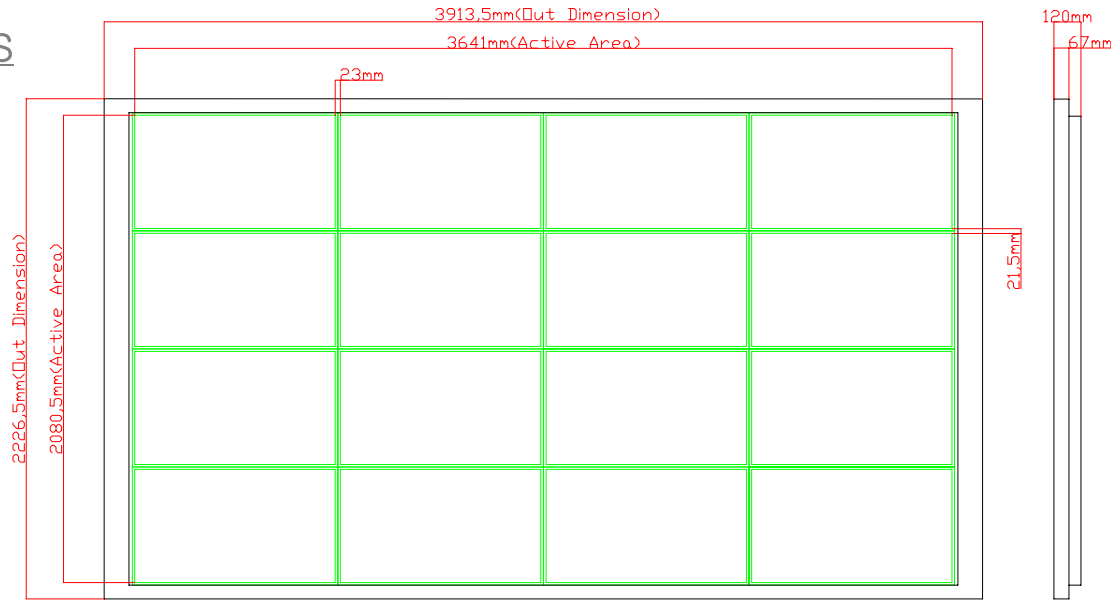 3913,5mm(Out Dimension)
120mm
S
3641mm(Active Area)
67mm
23mm
21,5mm
2226,5mm(Out Dimension)
2080,5mm(Active Area)